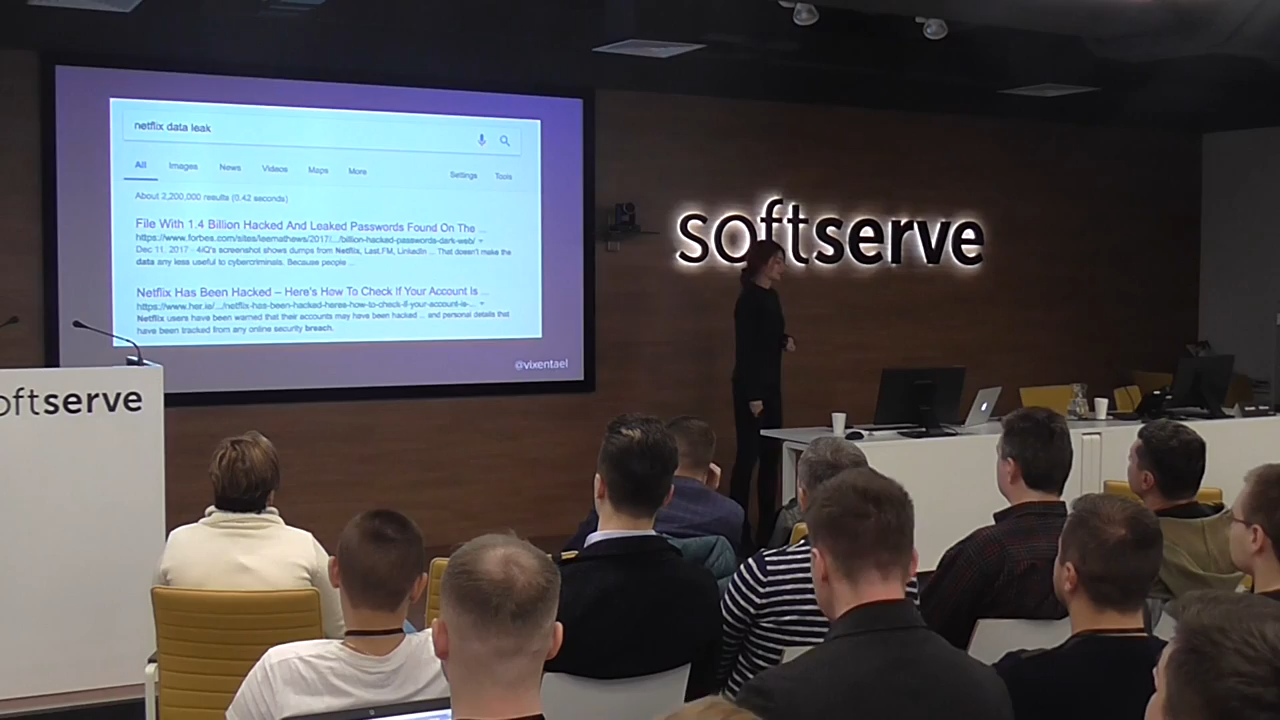 netflix data leak
All Images News Videos Maps More Settings Tools
About 2,200,000 results (0.42 seconds)
File With 1.4 Billion Hacked And Leaked Passwords Found On The ...
https://www.forbes.com/sites/leemathews/2017/.../billion-hacked-passwords-dark-web/
Dec 11, 2017 - 4iQ's screenshot shows dumps from Netflix, Last.FM, LinkedIn ... That doesn't make the
data any less useful to cybercriminals. Because people ...
Netflix Has Been Hacked – Here's How To Check If Your Account Is ...
https://www.her.ie/.../netflix-has-been-hacked-heres-how-to-check-if-your-account-is-...
Netflix users have been warned that their accounts may have been hacked ... and personal details that
have been tracked from any online security breach.
@vixentael
softserve
oftserve